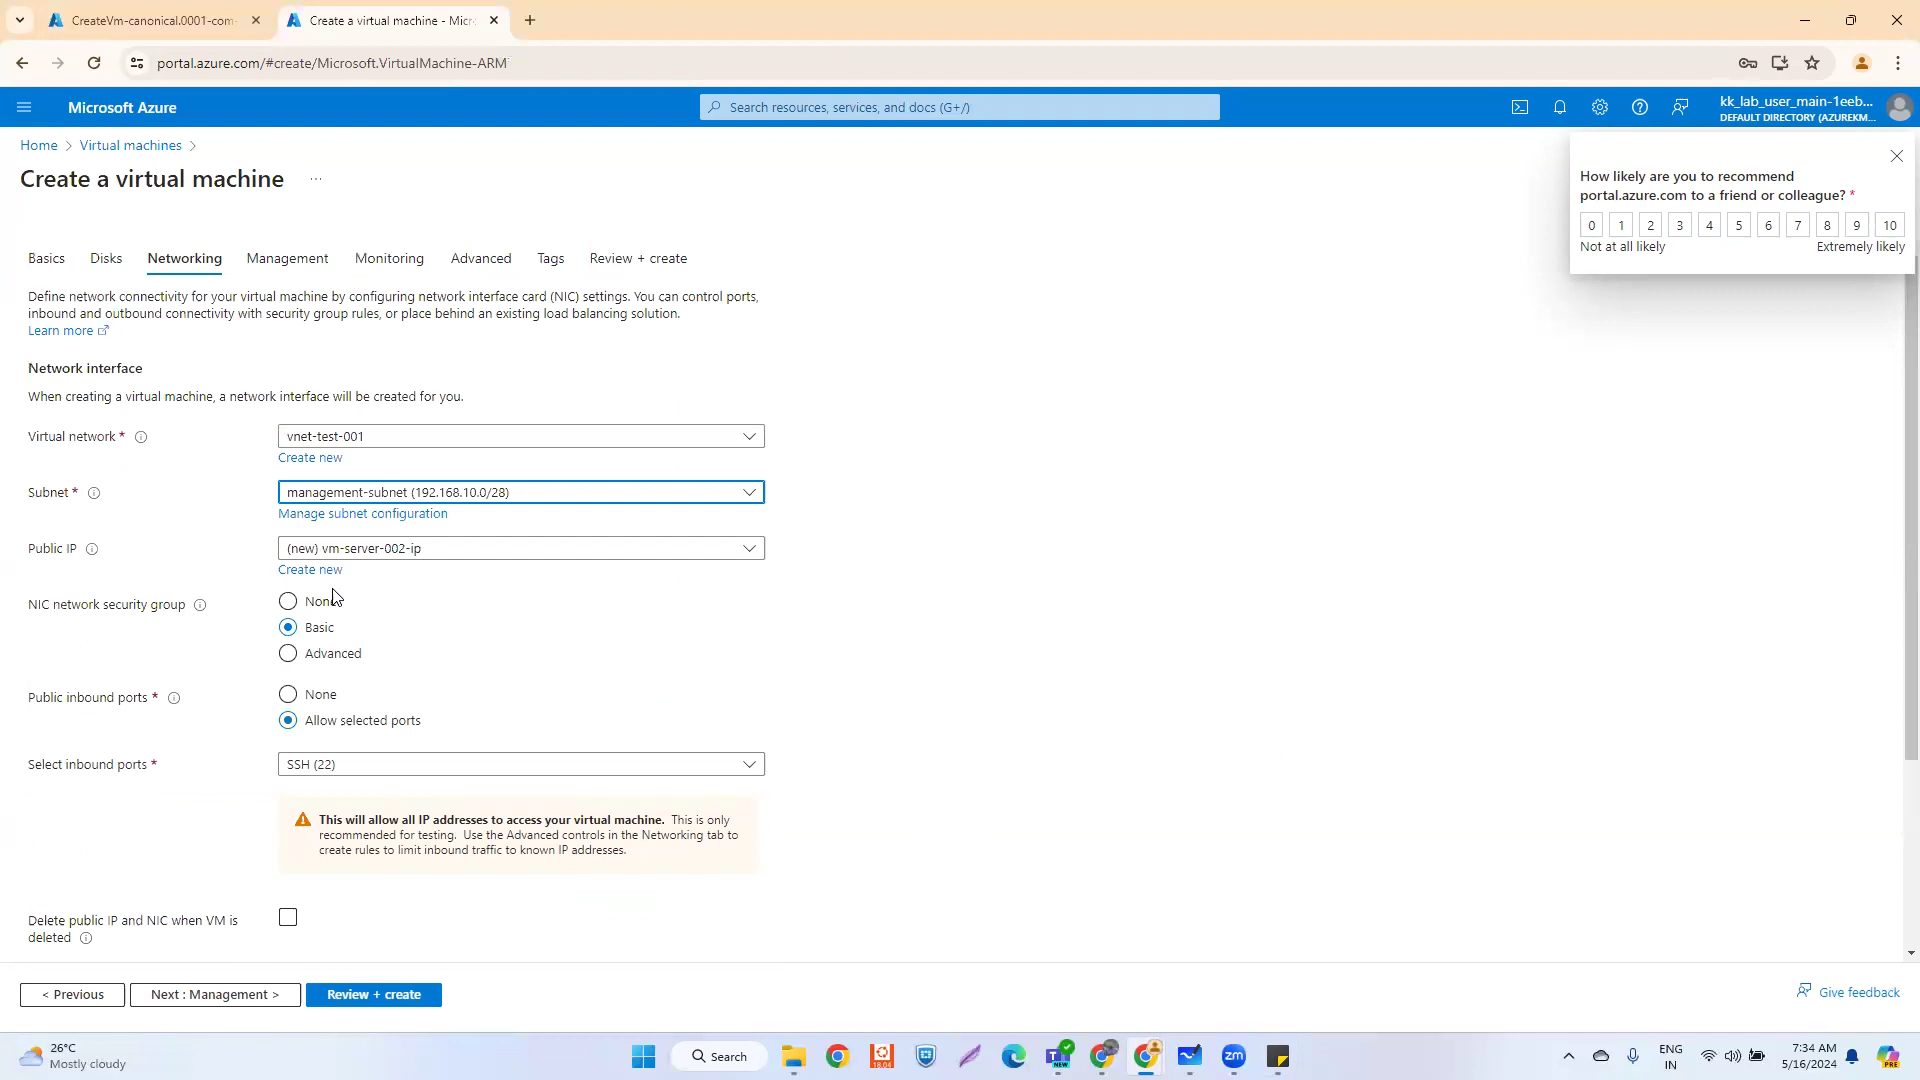 CreateVm-canonical.0001-com-
Create a virtual machine - Micr
portal.azure.com/#create/Microsoft.VirtualMachine-ARM
Microsoft Azure
Search resources, services, and docs (G+/)
kk_lab_user_main-1eeb...
DEFAULT DIRECTORY (AZUREKM...
Home > Virtual machines >
Create a virtual machine ...
How likely are you to recommend
portal.azure.com to a friend or colleague? *
0 1 2 3 4 5 6 7 8 9 10
Not at all likely Extremely likely
Basics Disks Networking Management Monitoring Advanced Tags Review + create
Define network connectivity for your virtual machine by configuring network interface card (NIC) settings. You can control ports,
inbound and outbound connectivity with security group rules, or place behind an existing load balancing solution.
Learn more
Network interface
When creating a virtual machine, a network interface will be created for you.
Virtual network * vnet-test-001
Create new
Subnet * management-subnet (192.168.10.0/28)
Manage subnet configuration
Public IP (new) vm-server-002-ip
Create new
NIC network security group None
Basic
Advanced
Public inbound ports * None
Allow selected ports
Select inbound ports * SSH (22)
This will allow all IP addresses to access your virtual machine. This is only
recommended for testing. Use the Advanced controls in the Networking tab to
create rules to limit inbound traffic to known IP addresses.
Delete public IP and NIC when VM is
deleted
< Previous Next : Management > Review + create
Give feedback
26°C
Mostly cloudy
Search
18.04
NEW
zm
ENG
IN
7:34 AM
5/16/2024
PRE